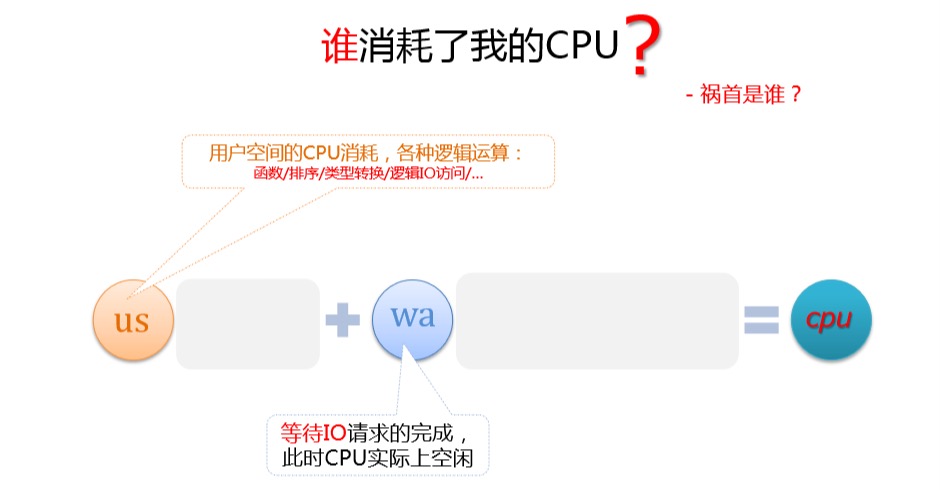 谁消耗了我的CPU？
- 祸首是谁？
用户空间的CPU消耗，各种逻辑运算：
函数/排序/类型转换/逻辑IO访问/…
us
+
wa
=
cpu
等待IO请求的完成，
此时CPU实际上空闲